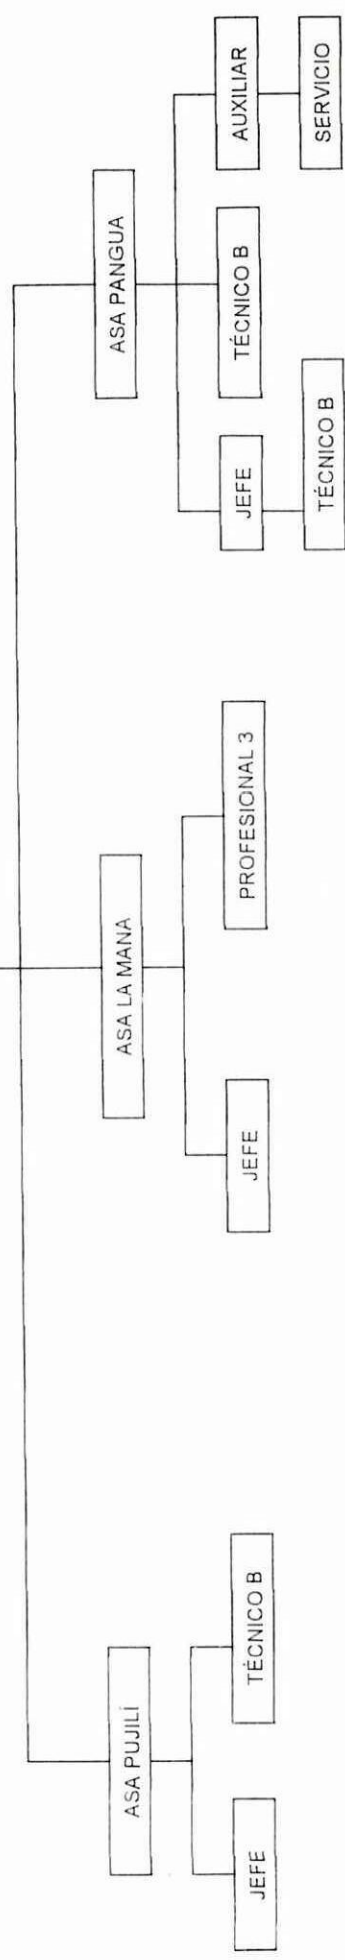 ASA PUJILÍ
ASA LA MANA
ASA PANGUA
JEFE
TÉCNICO B
JEFE
PROFESIONAL 3
JEFE
TÉCNICO B
AUXILIAR
TÉCNICO B
SERVICIO